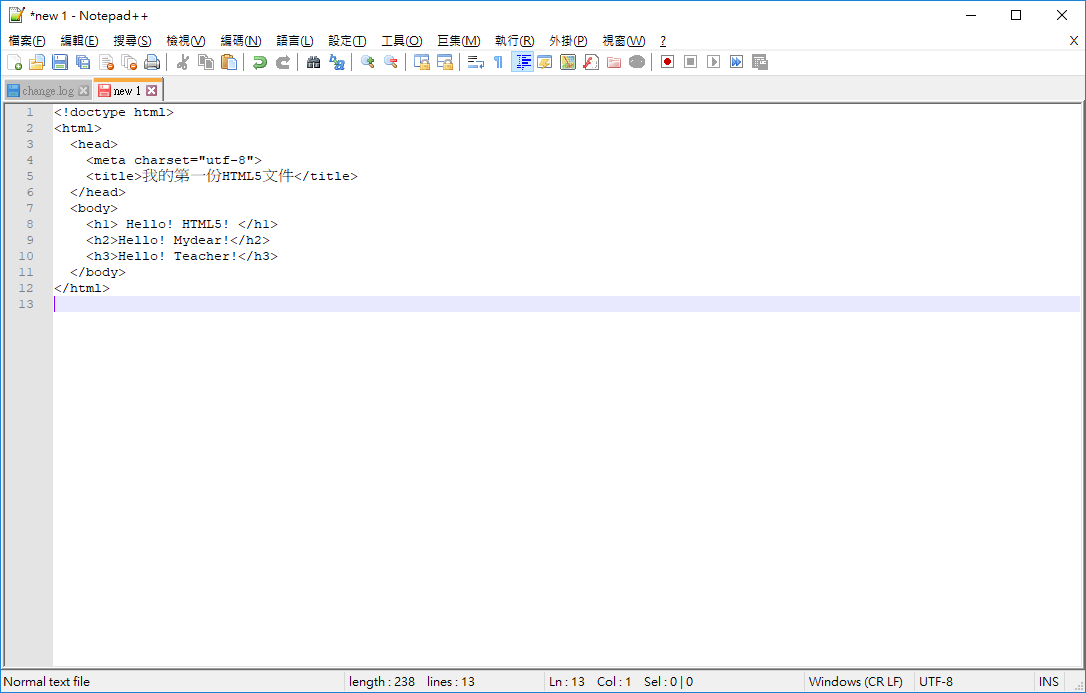 *new 1 - Notepad++
檔案(F) 編輯(E) 搜尋(S) 檢視(V) 編碼(N) 語言(L) 設定(T) 工具(O) 巨集(M) 執行(R) 外掛(P) 視窗(W) ? X
change.log new 1
1 <!doctype html>
2 <html>
3 <head>
4 <meta charset="utf-8">
5 <title>我的第一份HTML5文件</title>
6 </head>
7 <body>
8 <h1> Hello! HTML5! </h1>
9 <h2>Hello! Mydear!</h2>
10 <h3>Hello! Teacher!</h3>
11 </body>
12 </html>
13
Normal text file length : 238 lines : 13 Ln : 13 Col : 1 Sel : 0 | 0 Windows (CR LF) UTF-8 INS